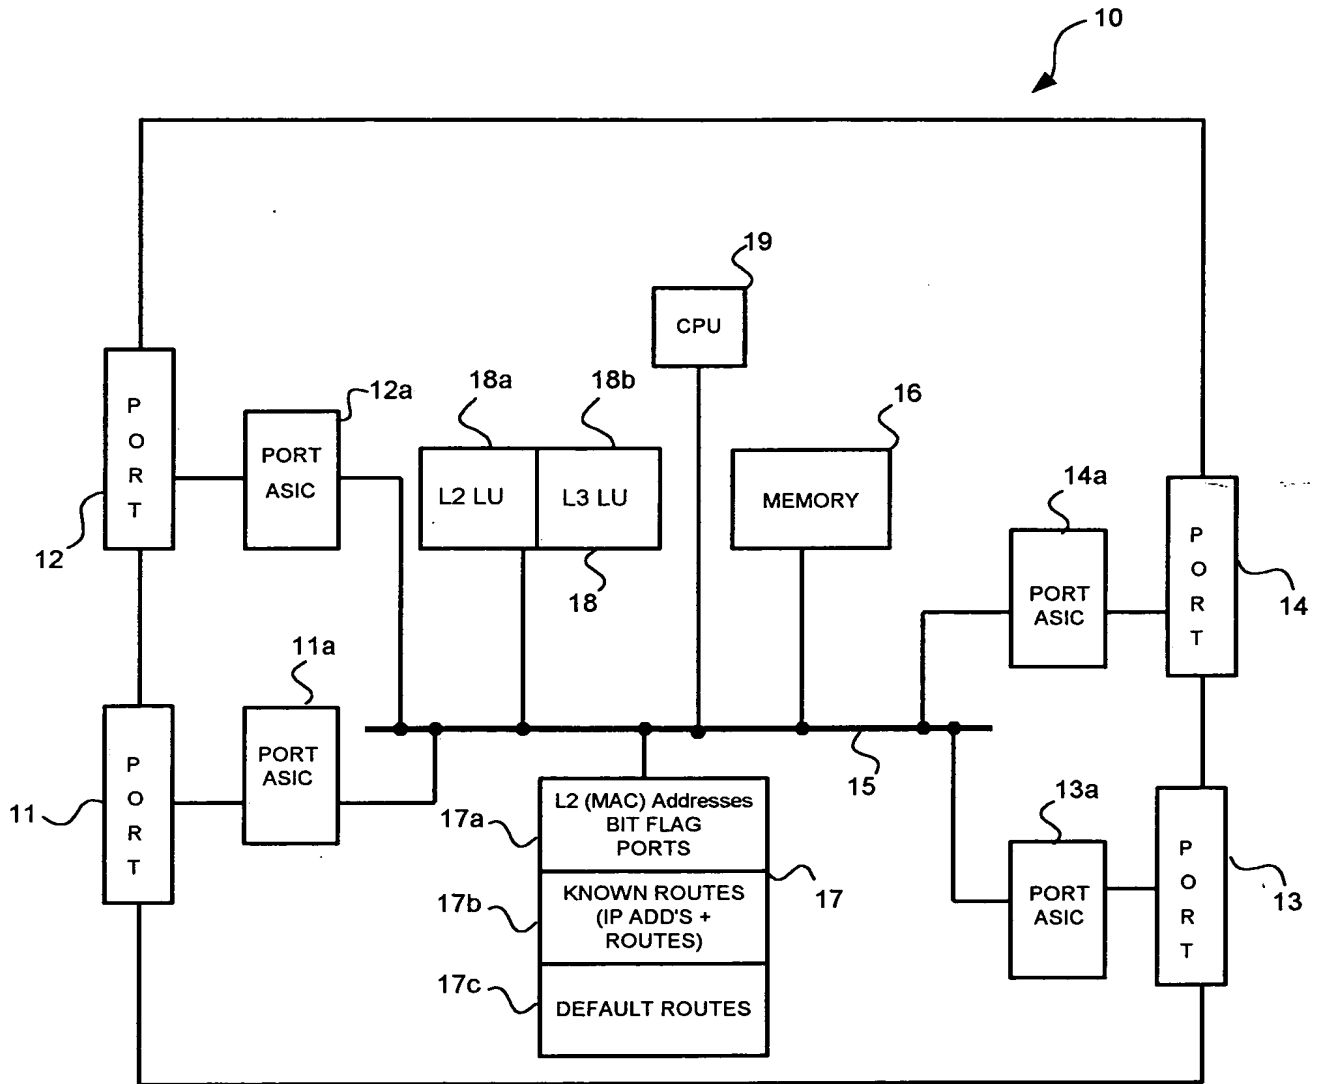 10
19
CPU
12a
18a
18b
16
P
O
R
T
PORT
ASIC
L2 LU
L3 LU
MEMORY
14a
12
18
PORT
ASIC
P
O
R
T
14
11a
PORT
ASIC
P
O
R
T
11
15
L2 (MAC) Addresses
BIT FLAG
PORTS
17a
KNOWN ROUTES
(IP ADD'S +
ROUTES)
17b
17
DEFAULT ROUTES
17c
13a
PORT
ASIC
P
O
R
T
13